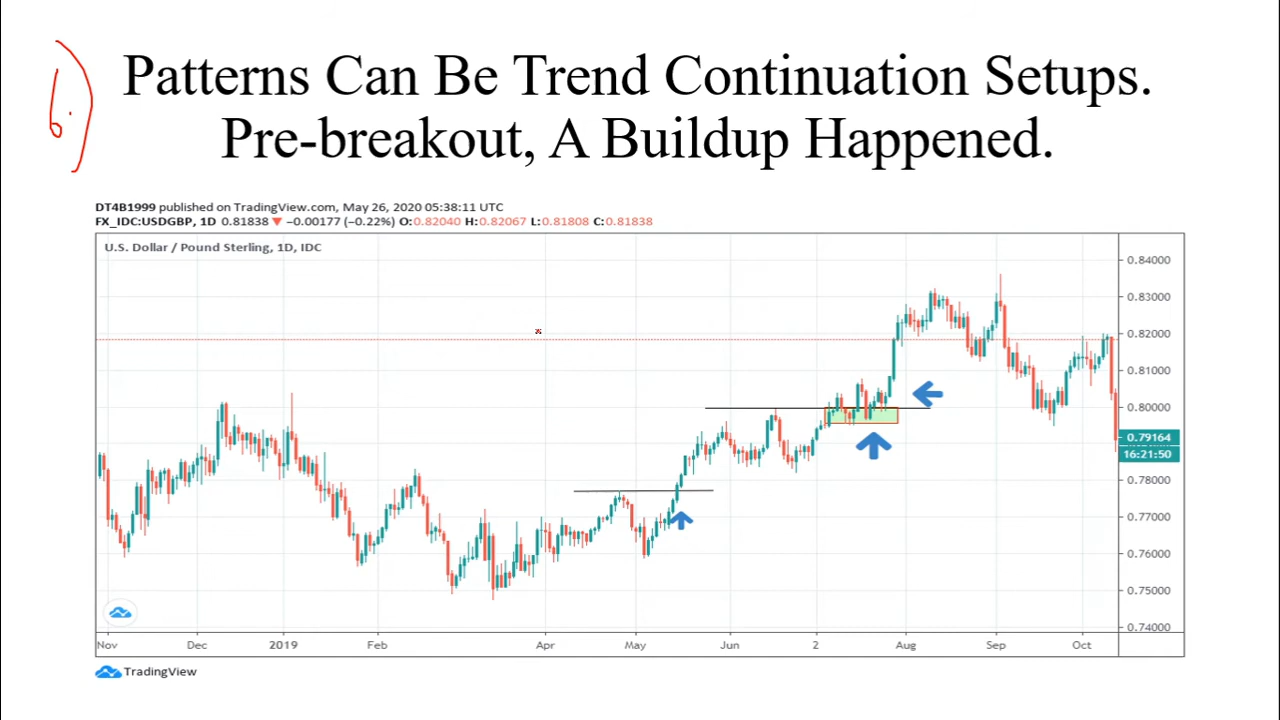 6.)
Patterns Can Be Trend Continuation Setups.
Pre-breakout, A Buildup Happened.
DT4B1999 published on TradingView.com, May 26, 2020 05:38:11 UTC
FX_IDC:USDGBP, 1D 0.81838 ▼ −0.00177 (−0.22%) O:0.82040 H:0.82067 L:0.81808 C:0.81838
U.S. Dollar / Pound Sterling, 1D, IDC
0.84000
0.83000
0.82000
0.81000
0.80000
0.79164
16:21:50
0.78000
0.77000
0.76000
0.75000
0.74000
Nov Dec 2019 Feb Apr May Jun 2 Aug Sep Oct
TradingView